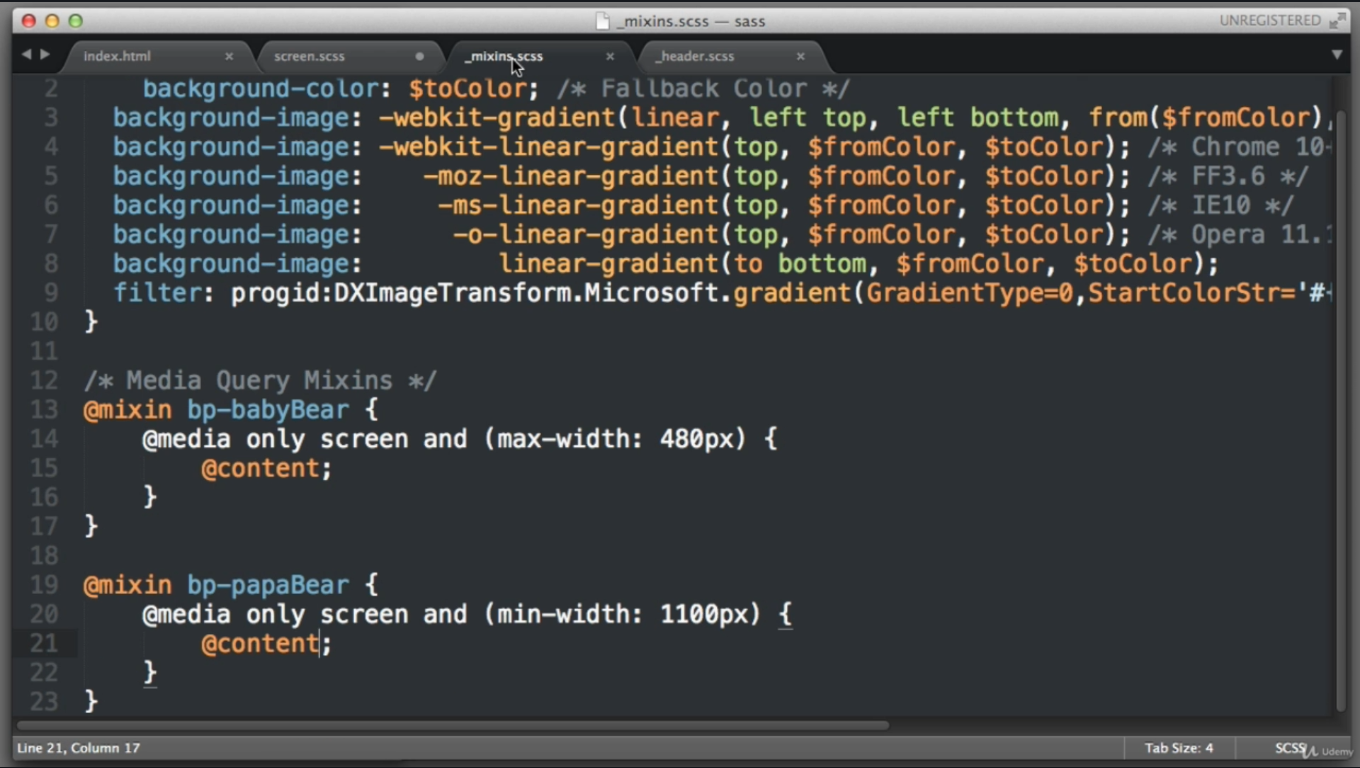 _mixins.scss — sass
UNREGISTERED
index.html
screen.scss
_mixins.scss
_header.scss
2 background-color: $toColor; /* Fallback Color */
3 background-image: -webkit-gradient(linear, left top, left bottom, from($fromColor),
4 background-image: -webkit-linear-gradient(top, $fromColor, $toColor); /* Chrome 10
5 background-image: -moz-linear-gradient(top, $fromColor, $toColor); /* FF3.6 */
6 background-image: -ms-linear-gradient(top, $fromColor, $toColor); /* IE10 */
7 background-image: -o-linear-gradient(top, $fromColor, $toColor); /* Opera 11.
8 background-image: linear-gradient(to bottom, $fromColor, $toColor);
9 filter: progid:DXImageTransform.Microsoft.gradient(GradientType=0,StartColorStr='#
10 }
11
12 /* Media Query Mixins */
13 @mixin bp-babyBear {
14 @media only screen and (max-width: 480px) {
15 @content;
16 }
17 }
18
19 @mixin bp-papaBear {
20 @media only screen and (min-width: 1100px) {
21 @content;
22 }
23 }
Line 21, Column 17
Tab Size: 4
SCSS
Udemy